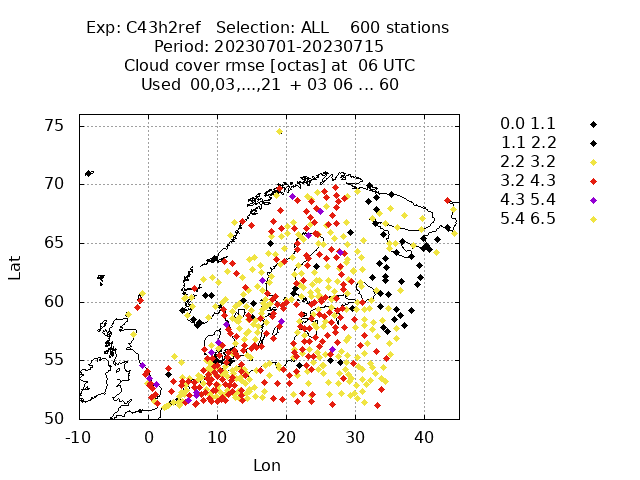 Exp: C43h2ref   Selection: ALL    600 stations
Period: 20230701-20230715
Cloud cover rmse [octas] at  06 UTC
Used  00,03,...,21  + 03 06 ... 60
0.0 1.1
1.1 2.2
2.2 3.2
3.2 4.3
4.3 5.4
5.4 6.5
75
70
65
60
55
50
Lat
-10 0 10 20 30 40
Lon